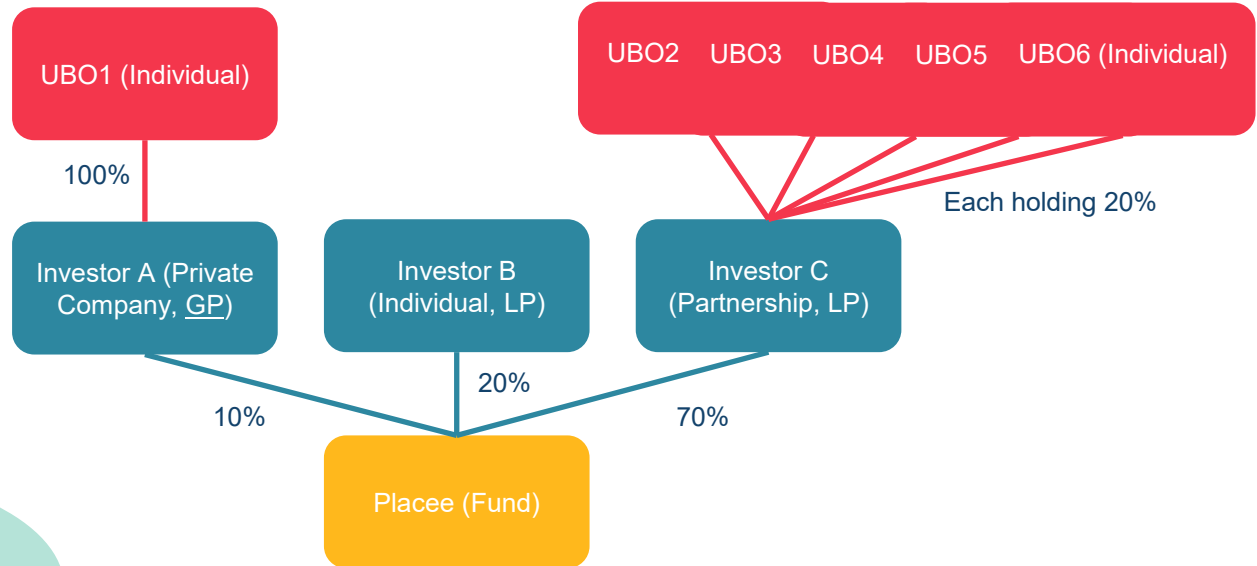 UBO1 (Individual)
UBO2 UBO3 UBO4 UBO5 UBO6 (Individual)
100%
Each holding 20%
Investor A (Private
Company, GP)
Investor B
(Individual, LP)
Investor C
(Partnership, LP)
10%
20%
70%
Placee (Fund)